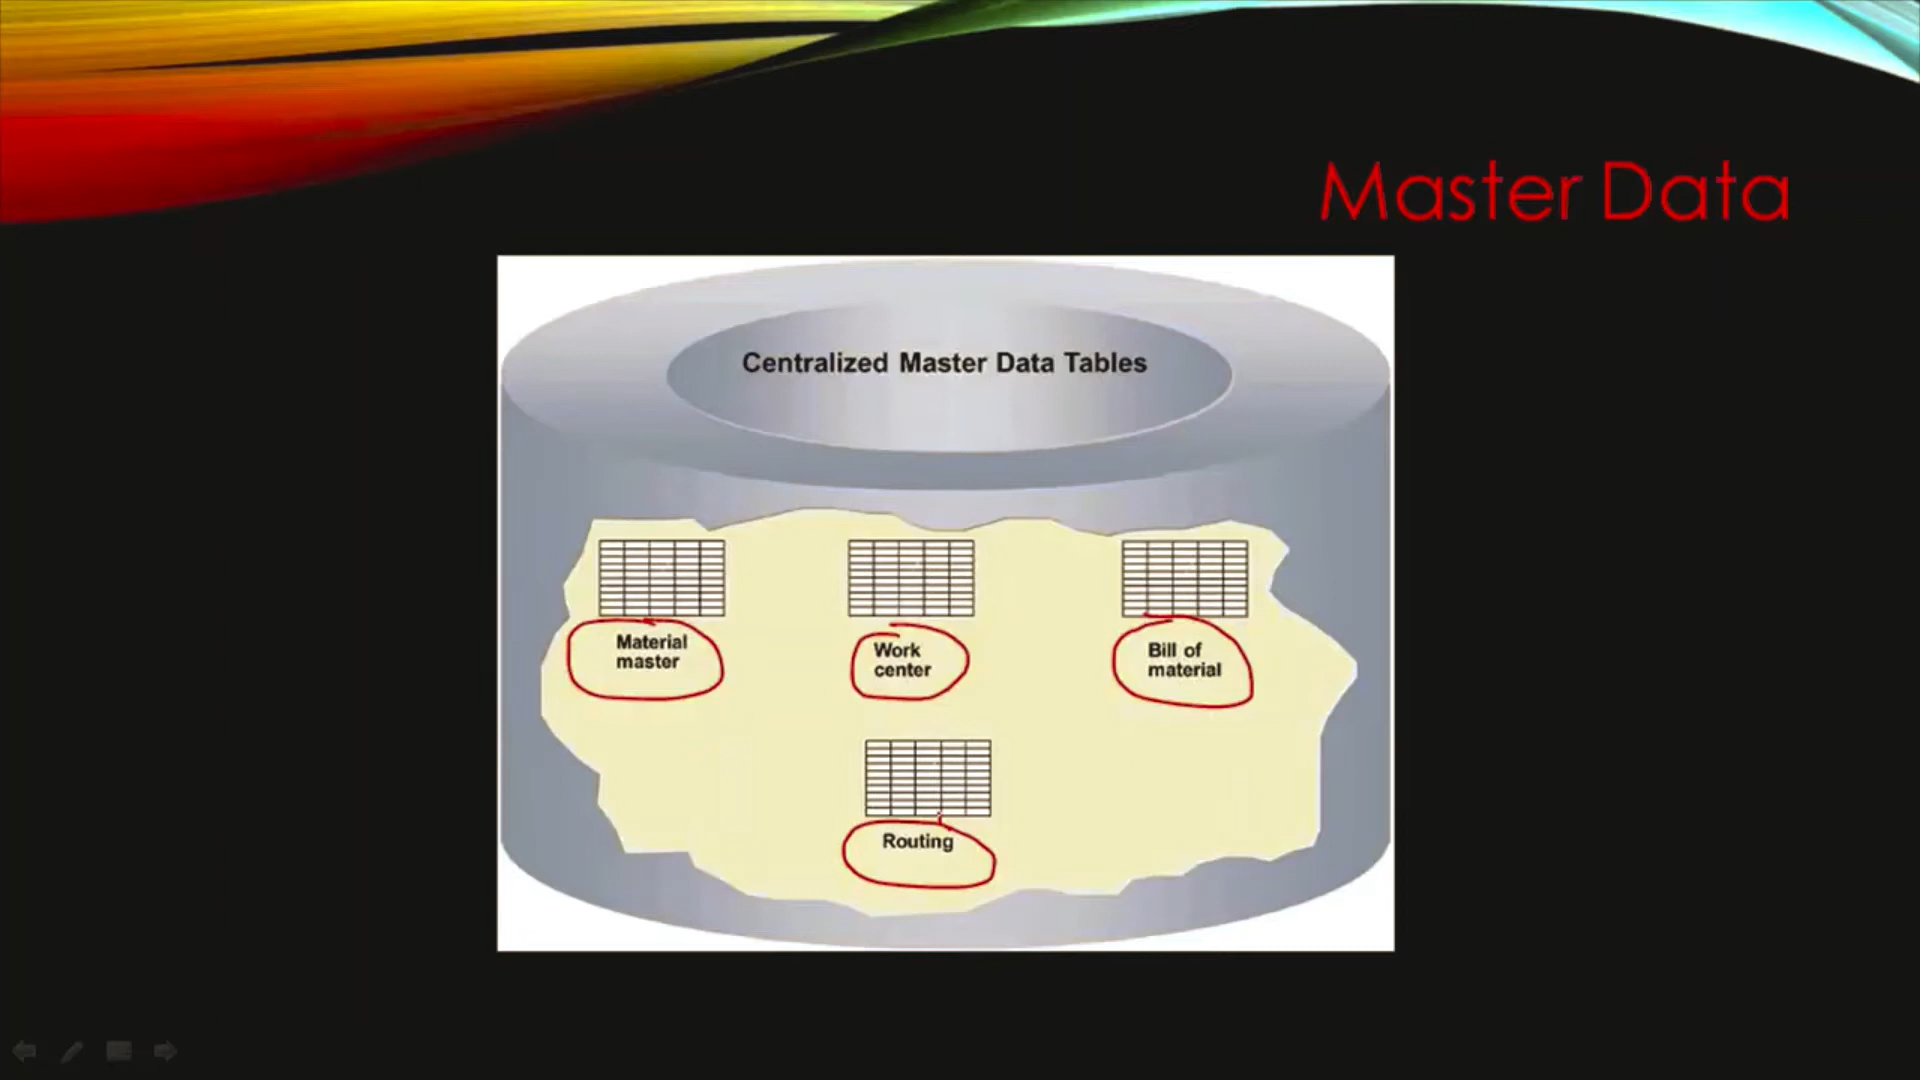 Master Data
Centralized Master Data Tables
Material
master
Work
center
Bill of
material
Routing